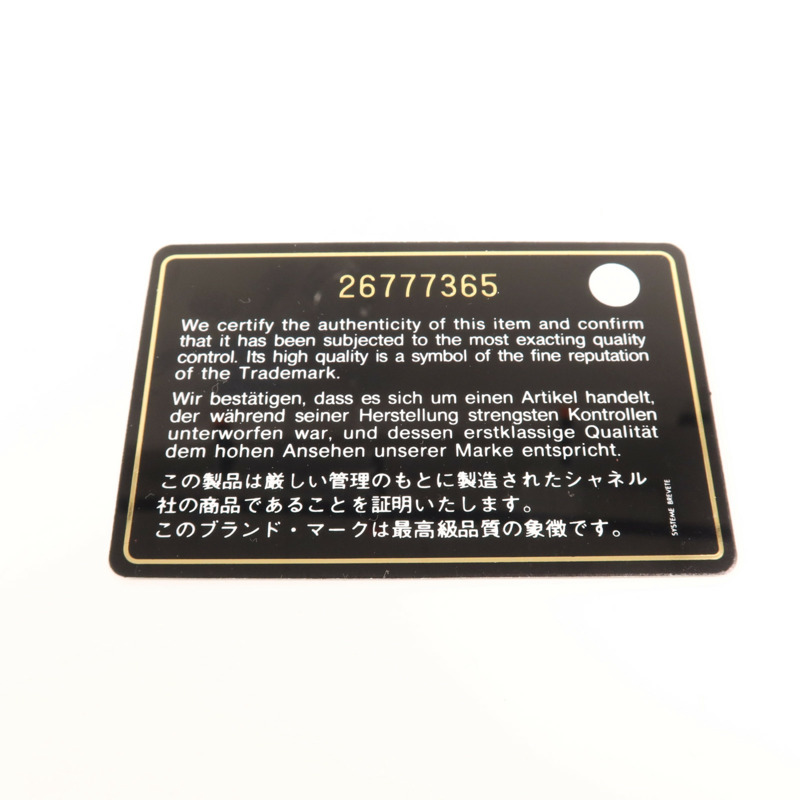 26777365
We certify the authenticity of this item and confirm
that it has been subjected to the most exacting quality
control. Its high quality is a symbol of the fine reputation
of the Trademark.
Wir bestätigen, dass es sich um einen Artikel handelt,
der während seiner Herstellung strengsten Kontrollen
unterworfen war, und dessen erstklassige Qualität
dem hohen Ansehen unserer Marke entspricht.
この製品は厳しい管理のもとに製造されたシャネル
社の商品であることを証明いたします。
このブランド・マークは最高級品質の象徴です。
SYSTEME BREVETE